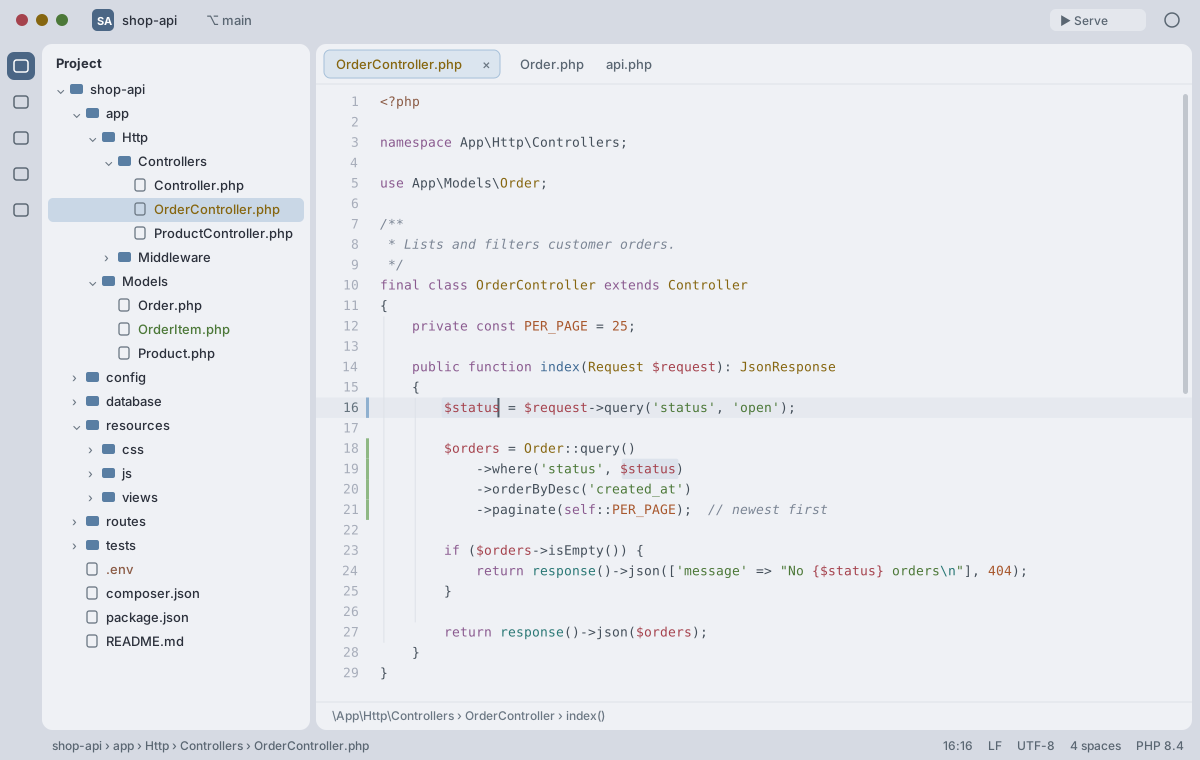 SA shop-api main Serve
Project
shop-api
app
Http
Controllers
Controller.php
OrderController.php
ProductController.php
Middleware
Models
Order.php
OrderItem.php
Product.php
config
database
resources
css
js
views
routes
tests
.env
composer.json
package.json
README.md
OrderController.php × Order.php api.php
1 <?php
2
3 namespace App\Http\Controllers;
4
5 use App\Models\Order;
6
7 /**
8  * Lists and filters customer orders.
9  */
10 final class OrderController extends Controller
11 {
12     private const PER_PAGE = 25;
13
14     public function index(Request $request): JsonResponse
15     {
16         $status = $request->query('status', 'open');
17
18         $orders = Order::query()
19             ->where('status', $status)
20             ->orderByDesc('created_at')
21             ->paginate(self::PER_PAGE);  // newest first
22
23         if ($orders->isEmpty()) {
24             return response()->json(['message' => "No {$status} orders\n"], 404);
25         }
26
27         return response()->json($orders);
28     }
29 }
\App\Http\Controllers › OrderController › index()
shop-api › app › Http › Controllers › OrderController.php 16:16 LF UTF-8 4 spaces PHP 8.4